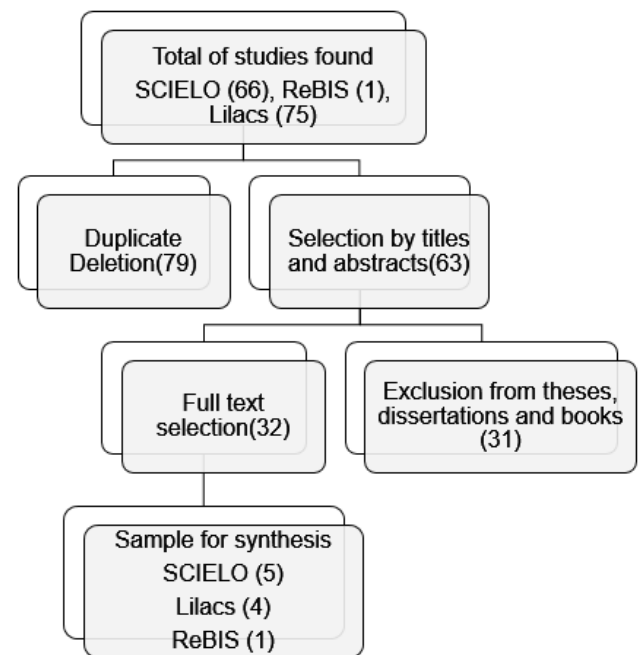 Total of studies found
SCIELO (66), ReBIS (1),
Lilacs (75)
Duplicate
Deletion(79)
Selection by titles
and abstracts(63)
Full text
selection(32)
Exclusion from theses,
dissertations and books
(31)
Sample for synthesis
SCIELO (5)
Lilacs (4)
ReBIS (1)